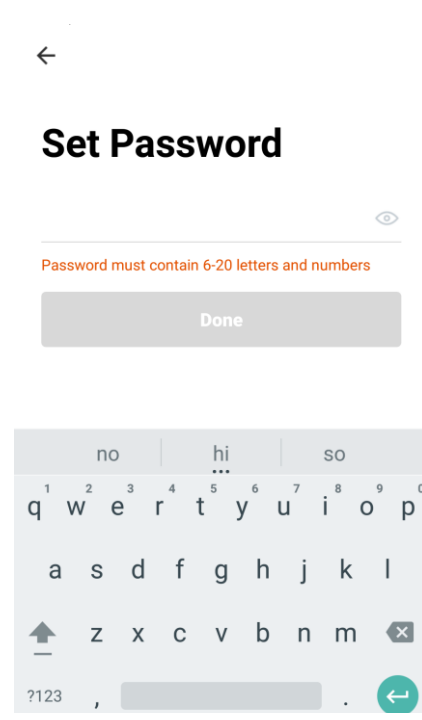 Set Password
Password must contain 6-20 letters and numbers
Done
no hi so
1 2 3 4 5 6 7 8 9 0
q w e r t y u i o p
a s d f g h j k l
z x c v b n m
?123 , .